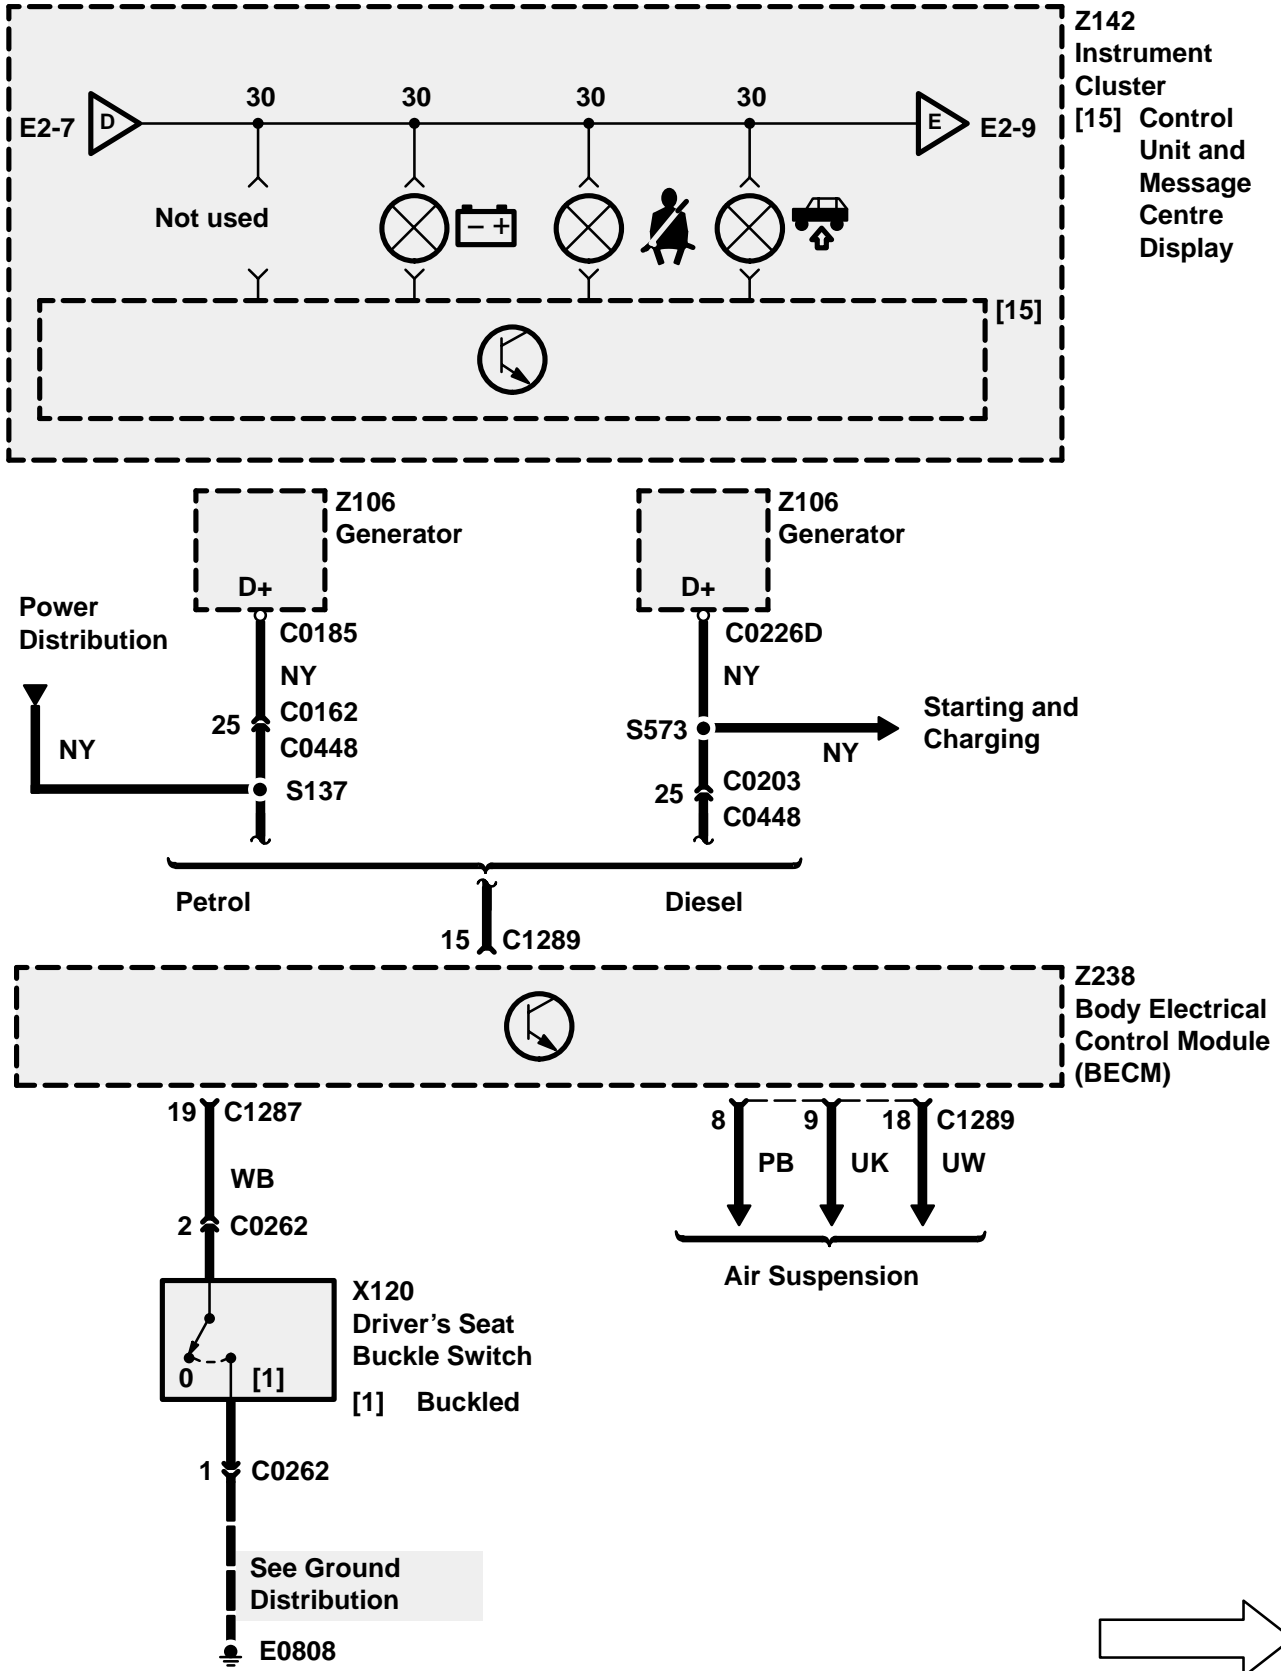 Z142
Instrument
Cluster
[15] Control
Unit and
Message
Centre
Display
30 30 30 30
E2-7 D E E2-9
Not used
− +
[15]
Z106
Generator
D+
Z106
Generator
D+
Power
Distribution
C0185
NY
25 C0162
C0448
NY
S137
C0226D
NY
S573
NY
Starting and
Charging
25 C0203
C0448
Petrol
Diesel
15 C1289
Z238
Body Electrical
Control Module
(BECM)
19 C1287
8 9 18 C1289
WB
PB UK UW
2 C0262
Air Suspension
X120
Driver’s Seat
Buckle Switch
0 [1]
[1] Buckled
1 C0262
See Ground
Distribution
E0808